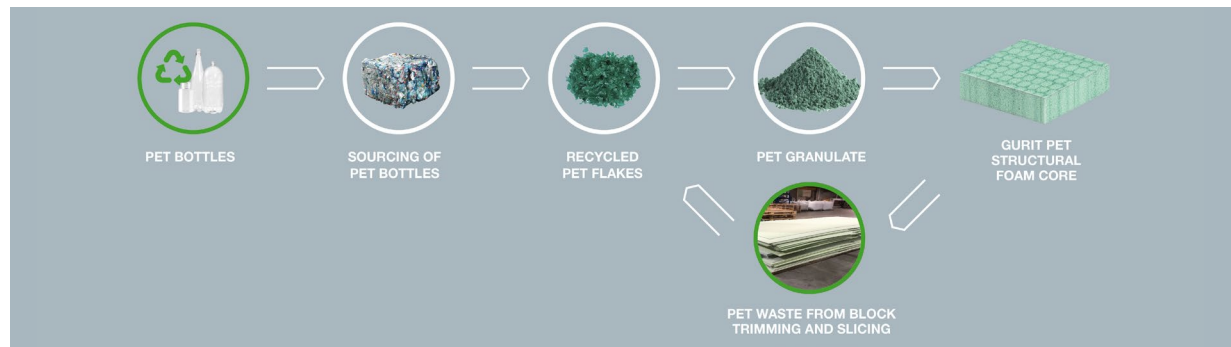 PET BOTTLES
SOURCING OF
PET BOTTLES
RECYCLED
PET FLAKES
PET GRANULATE
GURIT PET
STRUCTURAL
FOAM CORE
PET WASTE FROM BLOCK
TRIMMING AND SLICING